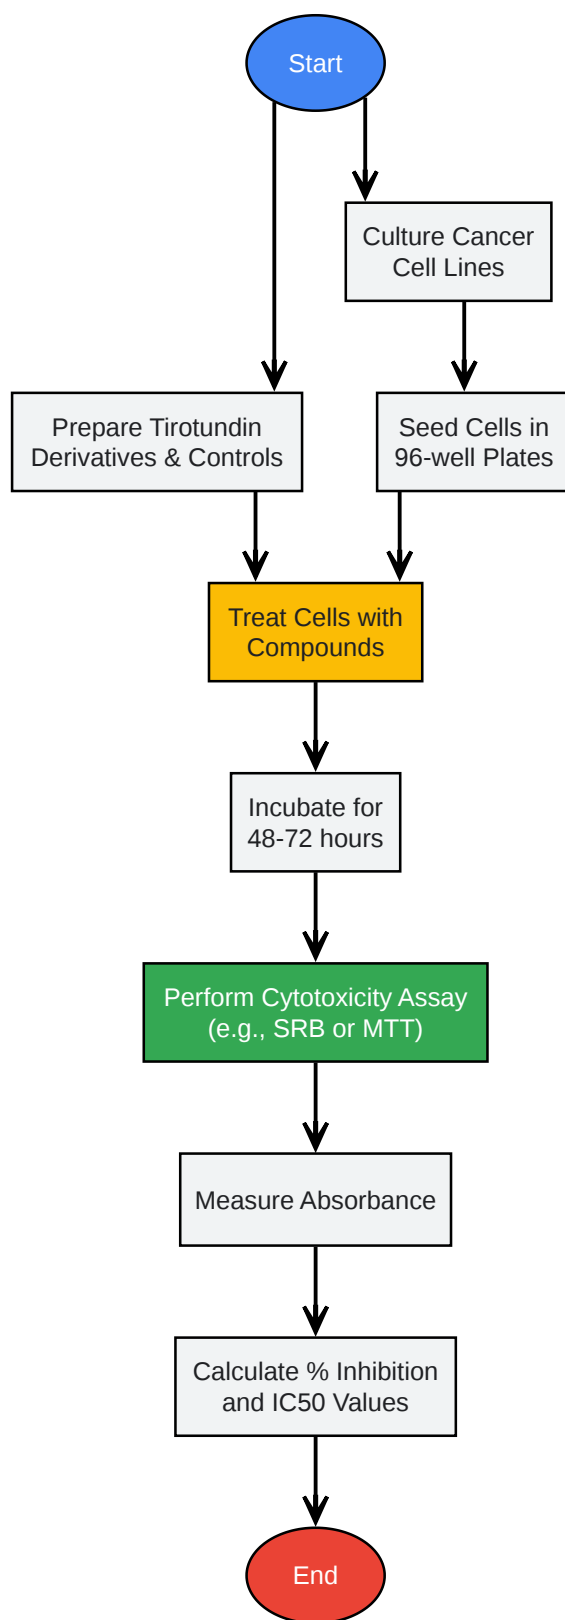 Start
Culture Cancer
Cell Lines
Prepare Tirotundin
Derivatives & Controls
Seed Cells in
96-well Plates
Treat Cells with
Compounds
Incubate for
48-72 hours
Perform Cytotoxicity Assay
(e.g., SRB or MTT)
Measure Absorbance
Calculate % Inhibition
and IC50 Values
End